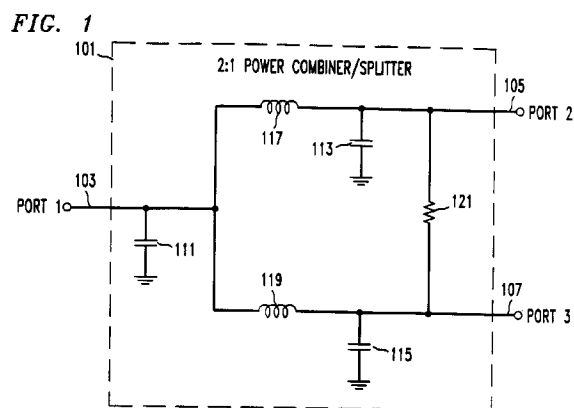 FIG. 1
101
2:1 POWER COMBINER/SPLITTER
105
PORT 2
117
113
103
PORT 1
121
111
119
107
PORT 3
115